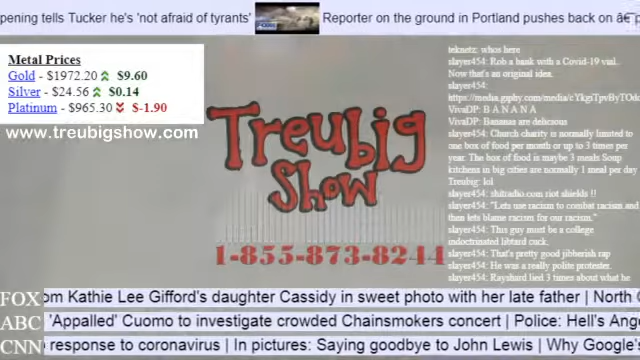 pening tells Tucker he's 'not afraid of tyrants'
Reporter on the ground in Portland pushes back on â€
Metal Prices
Gold - $1972.20 $9.60
Silver - $24.56 $0.14
Platinum - $965.30 $-1.90
www.treubigshow.com
Treubig
Show
1-855-873-8244
teknetz: whos here
slayer454: Rob a bank with a Covid-19 vial.
Now that's an original idea.
slayer454:
VivaDP: B A N A N A
VivaDP: Bananas are delicious
slayer454: Church charity is normally limited to
one box of food per month or up to 3 times per
year. The box of food is maybe 3 meals Soup
kitchens in big cities are normally 1 meal per day
Treubig: lol
slayer454: shitradio.com riot shields !!
slayer454: "Lets use racism to combat racism and
then lets blame racism for our racism."
slayer454: This guy must be a college
indoctrinated libtard cuck.
slayer454: That's pretty good jibberish rap
slayer454: He was a really polite protester.
slayer454: Rayshard lied 3 times about what he
FOX om Kathie Lee Gifford's daughter Cassidy in sweet photo with her late father | North
ABC 'Appalled' Cuomo to investigate crowded Chainsmokers concert | Police: Hell's Ang
CNN response to coronavirus | In pictures: Saying goodbye to John Lewis | Why Google's